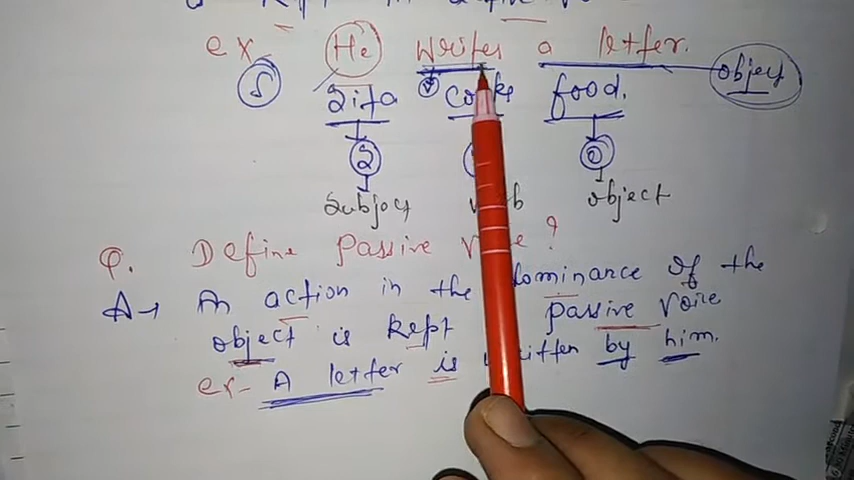 ex He writes a letter.
S Sita V Cooks food. object
S O
Subject verb object
Q. Define passive voice ?
A→ An action in the dominance of the
object is kept passive voice
ex- A letter is written by him.